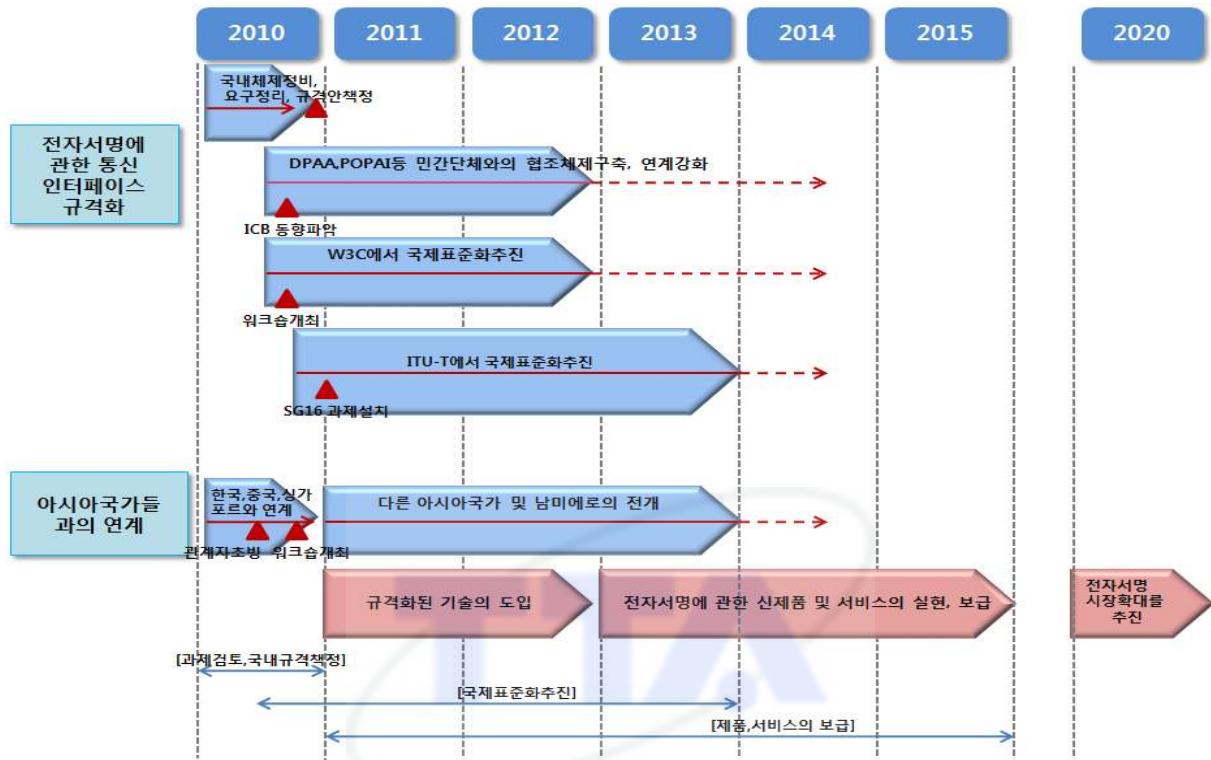 2010
2011
2012
2013
2014
2015
2020
국내체제정비,
요구정리, 규격안책정
전자서명에
관한 통신
인터페이스
규격화
DPAA,POPAI등 민간단체와의 협조체제구축, 연계강화
ICB 동향파암
W3C에서 국제표준화추진
워크숍개최
ITU-T에서 국제표준화추진
SG16 과제설치
아시아국가들
과의 연계
한국,중국,싱가
포르와 연계
관계자초빙
워크숍개최
다른 아시아국가 및 남미에로의 전개
규격화된 기술의 도입
전자서명에 관한 신제품 및 서비스의 실현, 보급
전자서명
시장확대를
추진
[과제검토,국내규격책정]
[국제표준화추진]
[제품,서비스의 보급]
TTA